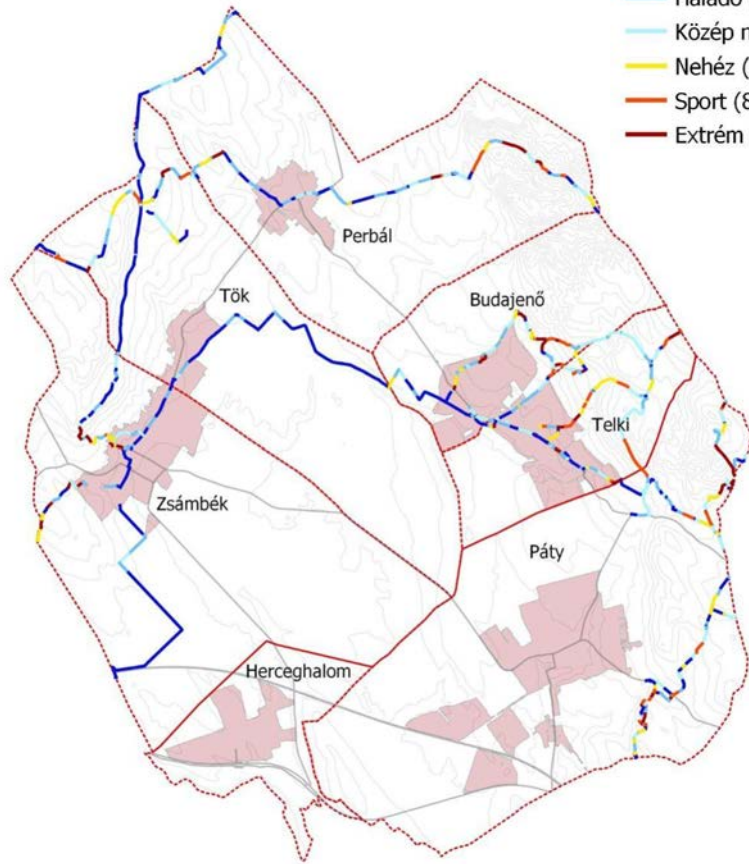 Haladó
Közép n
Nehéz (
Sport (8
Extrém
Perbál
Tök
Budajenő
Telki
Zsámbék
Páty
Herceghalom